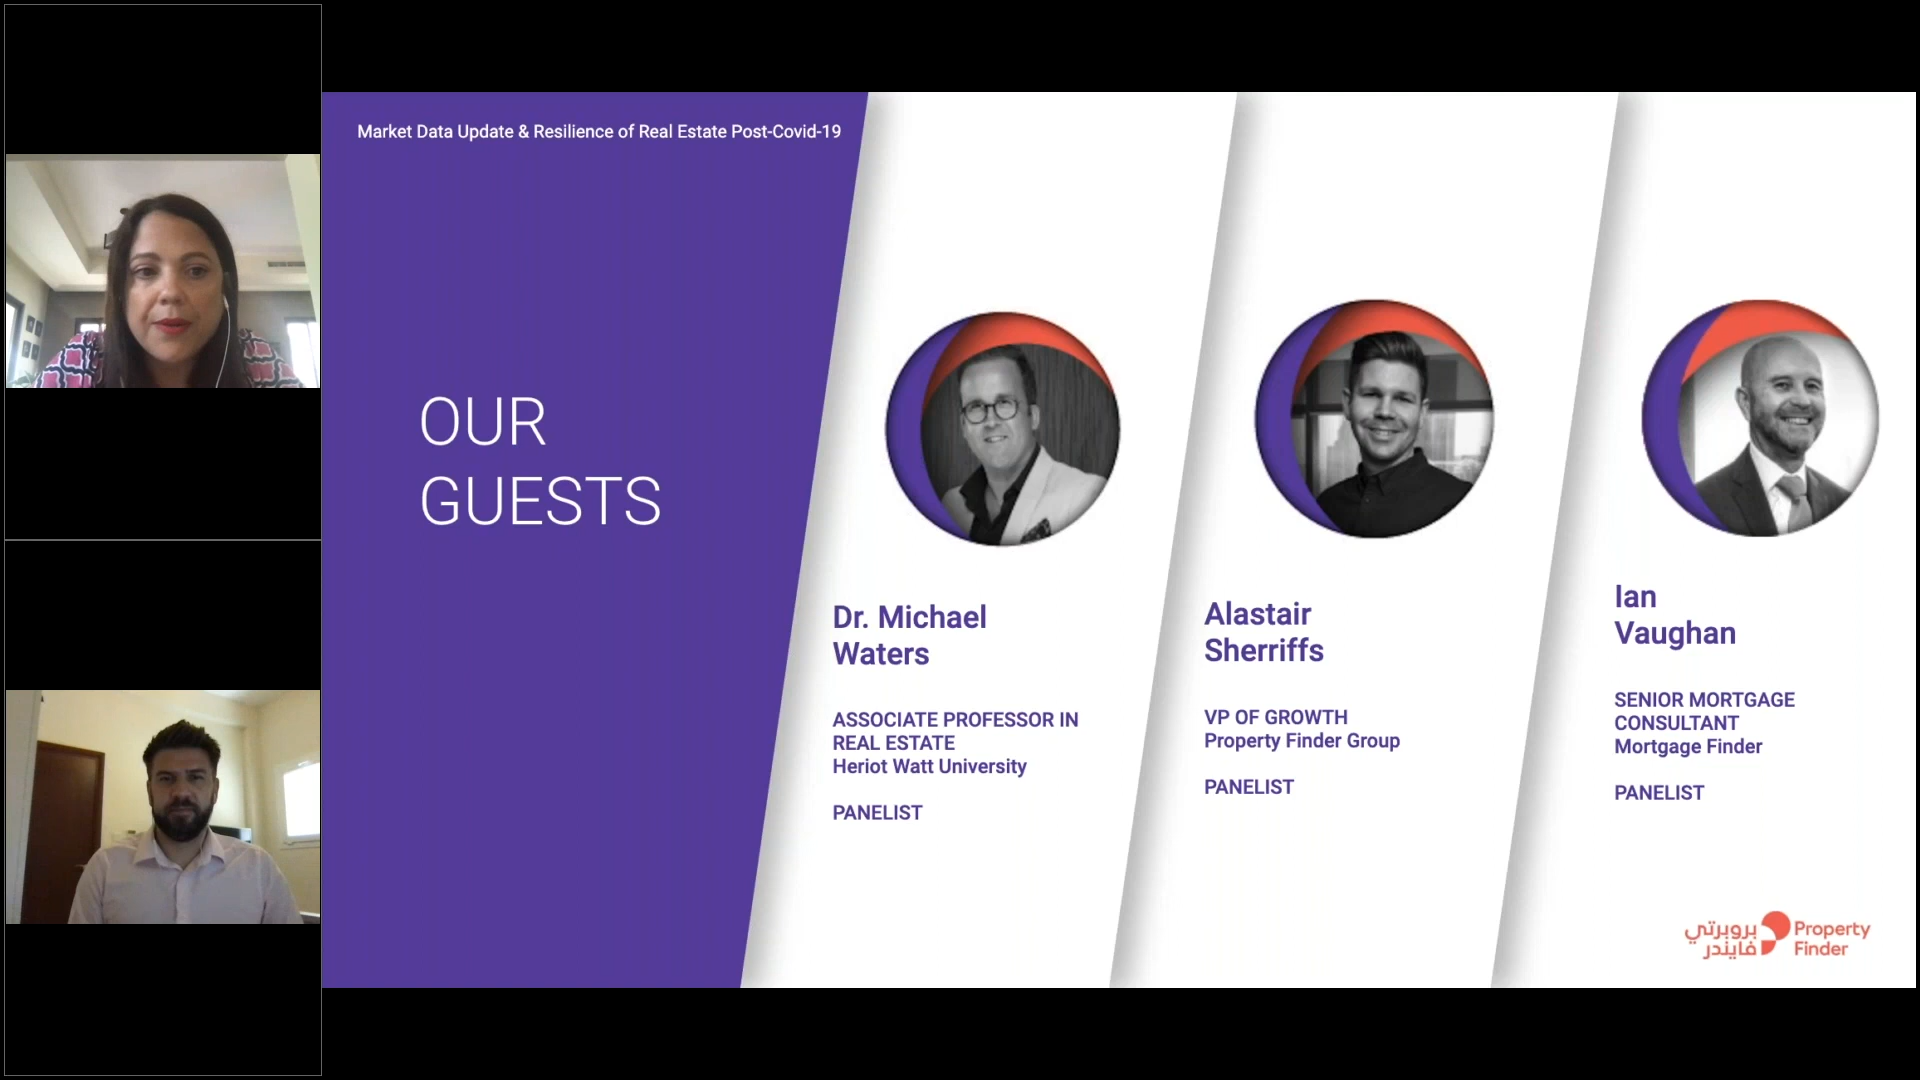 Market Data Update & Resilience of Real Estate Post-Covid-19
OUR
GUESTS
Dr. Michael
Waters
ASSOCIATE PROFESSOR IN
REAL ESTATE
Heriot Watt University
PANELIST
Alastair
Sherriffs
VP OF GROWTH
Property Finder Group
PANELIST
Ian
Vaughan
SENIOR MORTGAGE
CONSULTANT
Mortgage Finder
PANELIST
بروبرتي
فايندر
Property
Finder